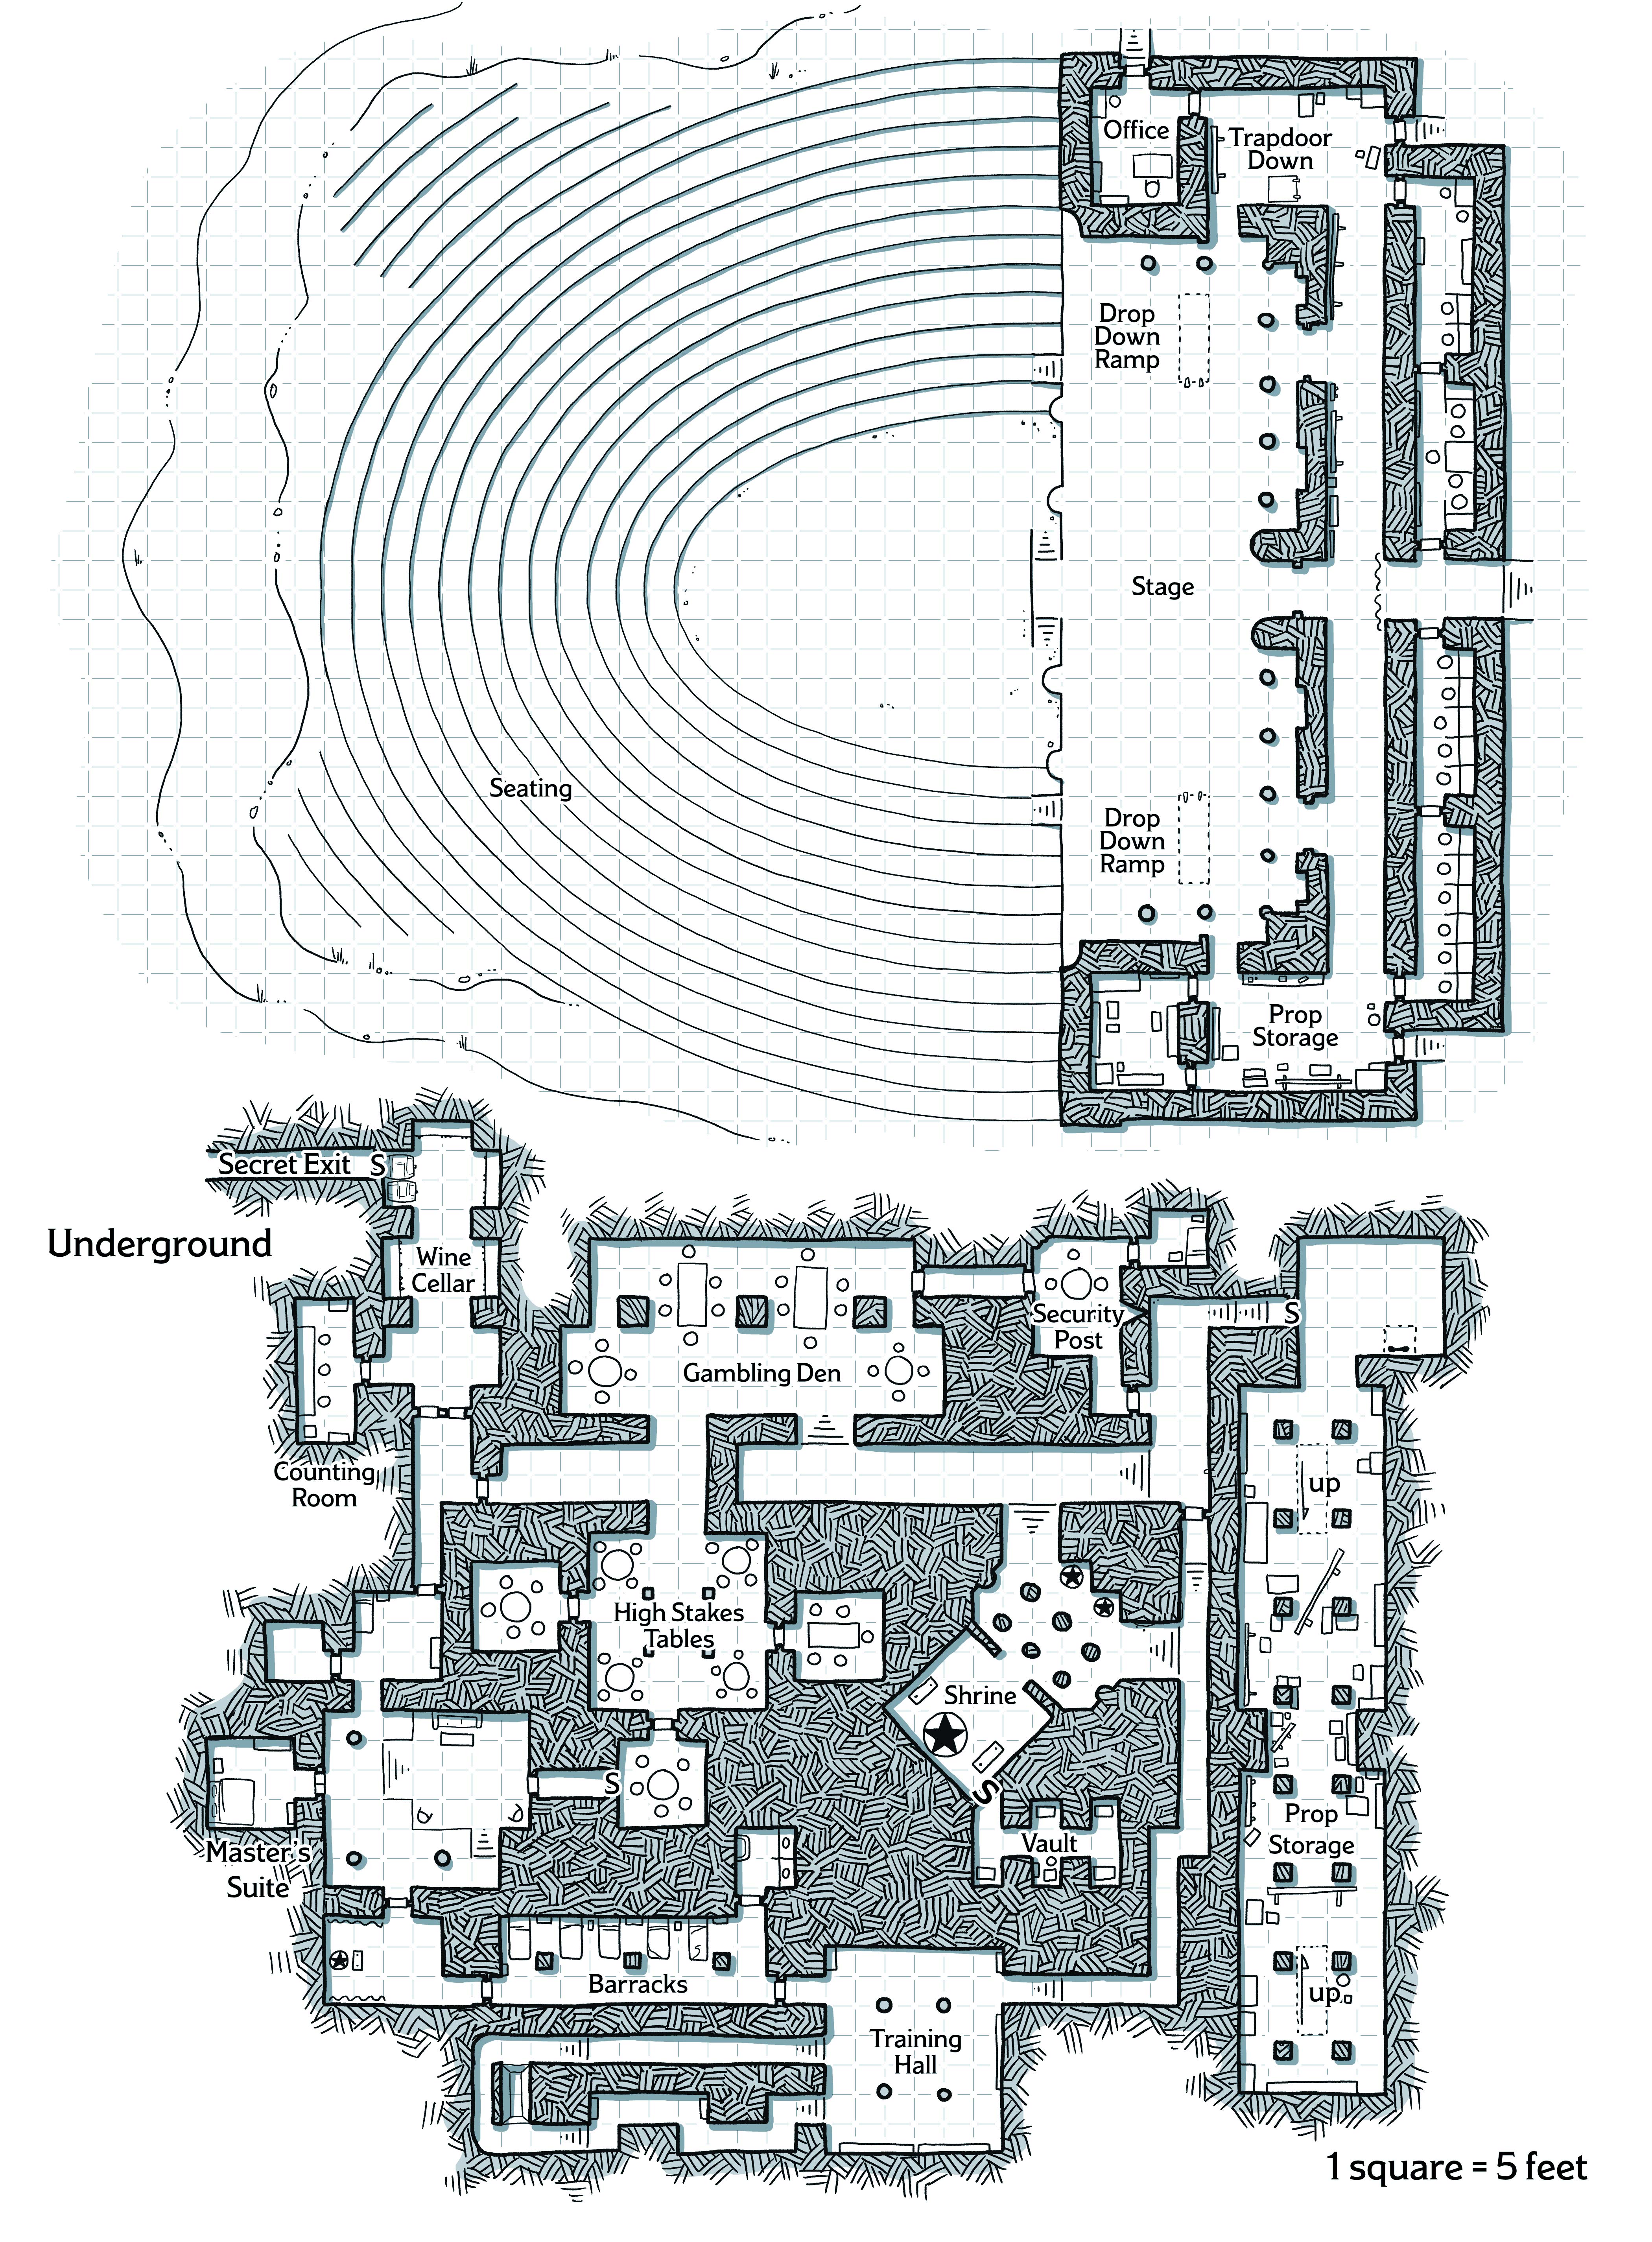 Office
Trapdoor
Down
Drop
Down
Ramp
Stage
Seating
Drop
Down
Ramp
Prop
Storage
Secret Exit S
Underground
Wine
Cellar
Security
Post
S
Gambling Den
Counting
Room
up
High Stakes
Tables
Shrine
S
S
Master's
Suite
Vault
Prop
Storage
Barracks
up
Training
Hall
1 square = 5 feet